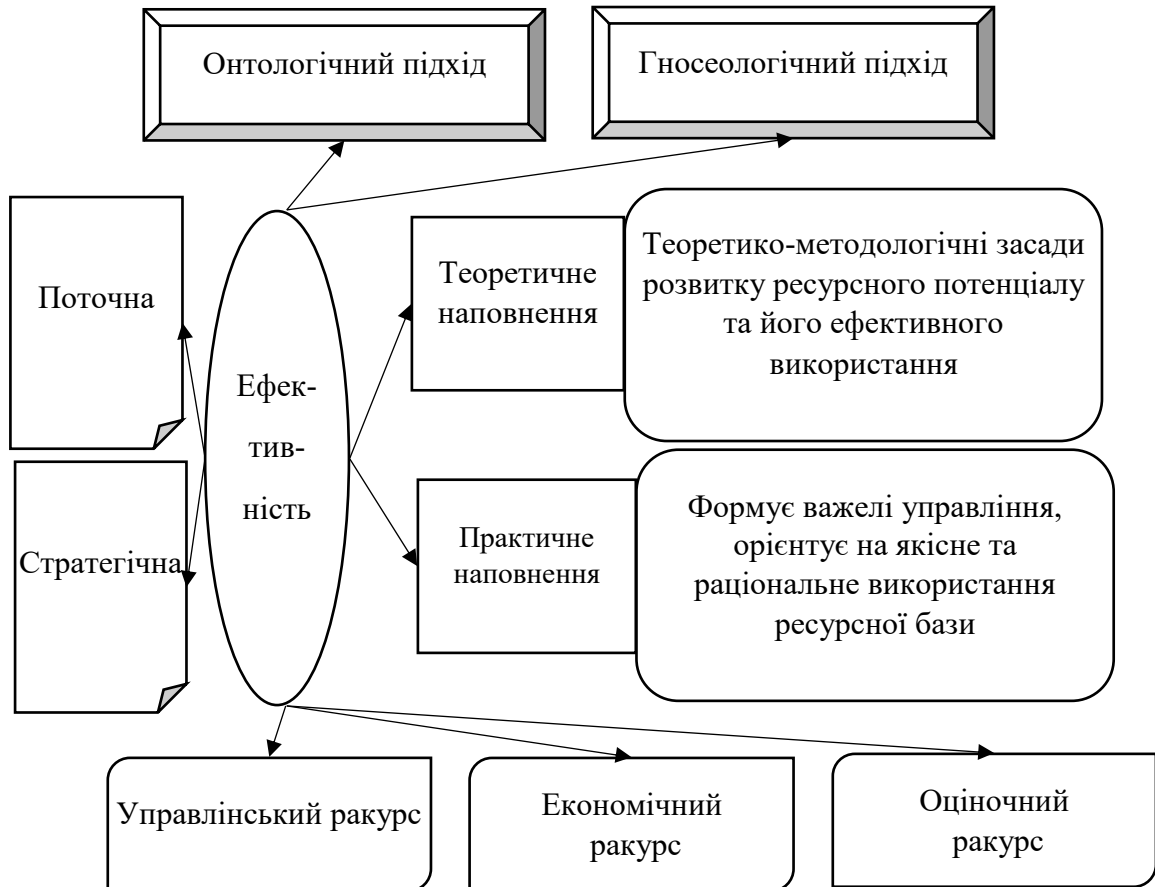 Онтологічний підхід
Гносеологічний підхід
Поточна
Стратегічна
Ефек-
тив-
ність
Теоретичне
наповнення
Теоретико-методологічні засади
розвитку ресурсного потенціалу
та його ефективного
використання
Практичне
наповнення
Формує важелі управління,
орієнтує на якісне та
раціональне використання
ресурсної бази
Управлінський ракурс
Економічний
ракурс
Оціночний
ракурс